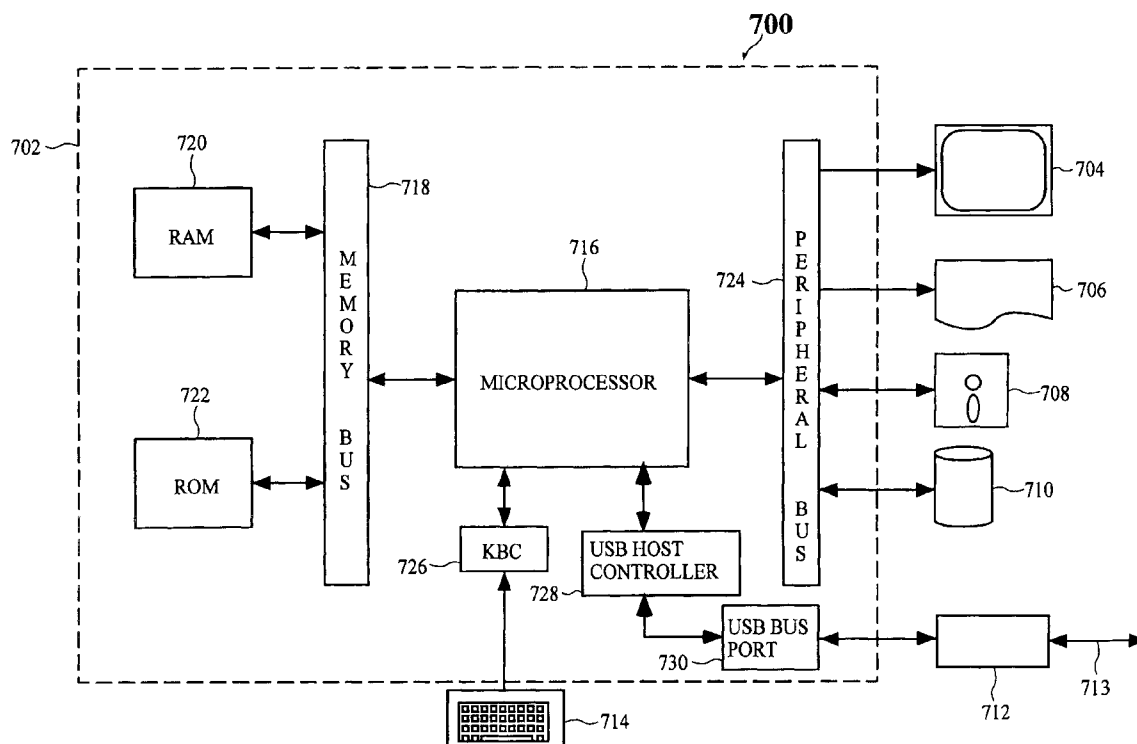 700
702
720
RAM
718
MEMORY BUS
716
MICROPROCESSOR
724
PERIPHERAL BUS
704
706
708
710
722
ROM
KBC
726
USB HOST
CONTROLLER
728
USB BUS
PORT
730
712
713
714